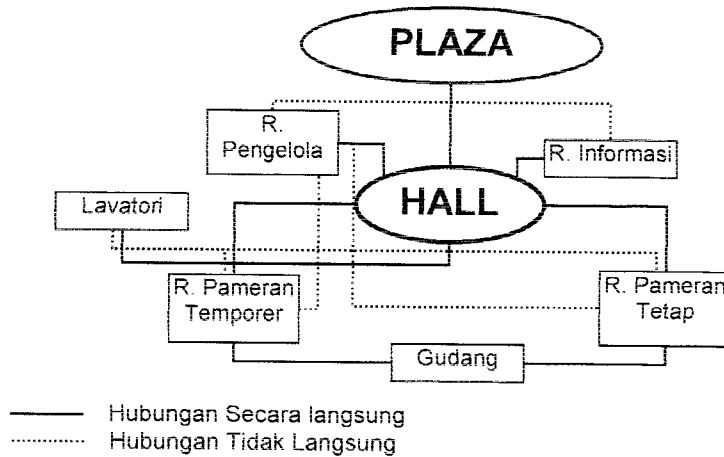 PLAZA
R.
Pengelola
R. Informasi
Lavatori
HALL
R. Pameran
Temporer
R. Pameran
Tetap
Gudang
Hubungan Secara langsung
Hubungan Tidak Langsung